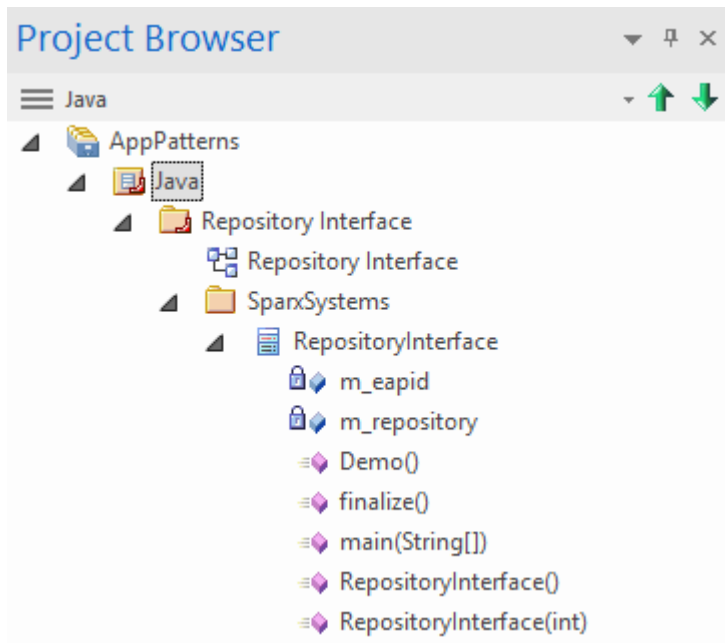 Project Browser
Java
AppPatterns
Java
Repository Interface
Repository Interface
SparxSystems
RepositoryInterface
m_eapid
m_repository
Demo()
finalize()
main(String[])
RepositoryInterface()
RepositoryInterface(int)